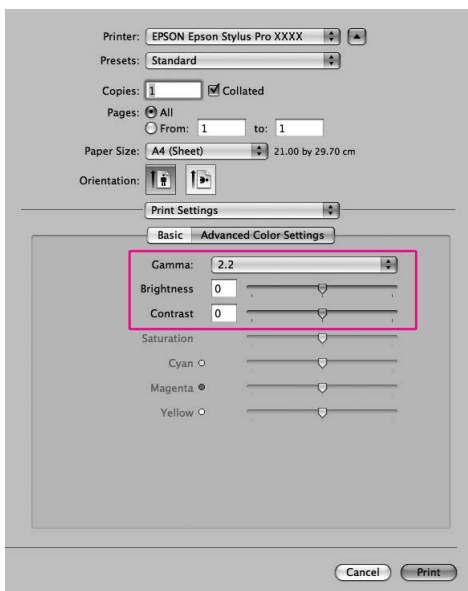 Printer: EPSON Epson Stylus Pro XXXX
Presets: Standard
Copies: 1 Collated
Pages: All
From: 1 to: 1
Paper Size: A4 (Sheet) 21.00 by 29.70 cm
Orientation:
Print Settings
Basic Advanced Color Settings
Gamma: 2.2
Brightness 0
Contrast 0
Saturation
Cyan
Magenta
Yellow
Cancel Print